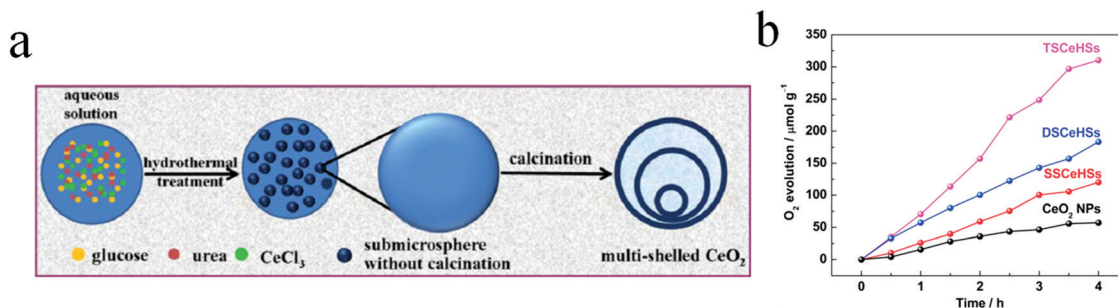 a
aqueous
solution
hydrothermal
treatment
calcination
glucose
urea
CeCl₃
submicrosphere
without calcination
multi-shelled CeO₂
b
O₂ evolution / μmol g⁻¹
350
300
250
200
150
100
50
0
TSCeHSs
DSCeHSs
SSCeHSs
CeO₂ NPs
0 1 2 3 4
Time / h